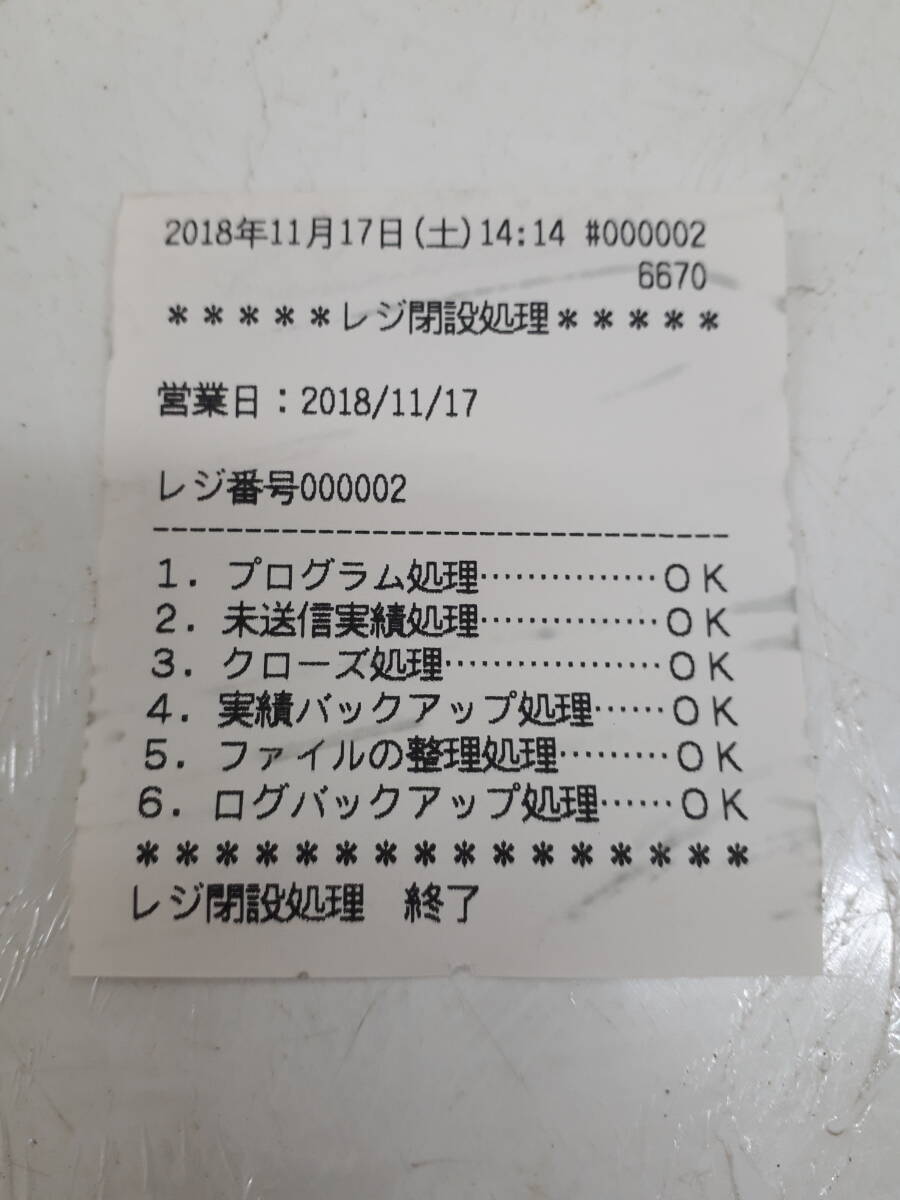 2018年11月17日(土)14:14 #000002
6670
*****レジ閉設処理*****
営業日:2018/11/17
レジ番号000002
--------------------------------
1. プログラム処理……………OK
2. 未送信実績処理……………OK
3. クローズ処理………………OK
4. 実績バックアップ処理……OK
5. ファイルの整理処理………OK
6. ログバックアップ処理……OK
****************
レジ閉設処理 終了